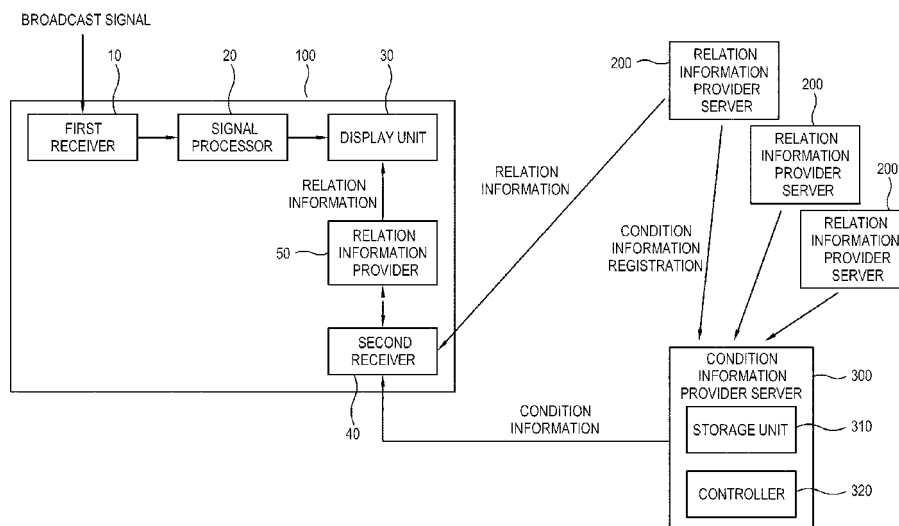 BROADCAST SIGNAL
10
20
100
30
FIRST
RECEIVER
SIGNAL
PROCESSOR
DISPLAY UNIT
RELATION
INFORMATION
50
RELATION
INFORMATION
PROVIDER
SECOND
RECEIVER
40
200
RELATION
INFORMATION
PROVIDER
SERVER
200
RELATION
INFORMATION
PROVIDER
SERVER
200
RELATION
INFORMATION
PROVIDER
SERVER
RELATION
INFORMATION
CONDITION
INFORMATION
REGISTRATION
CONDITION
INFORMATION
CONDITION
INFORMATION
PROVIDER SERVER
300
STORAGE UNIT
310
CONTROLLER
320